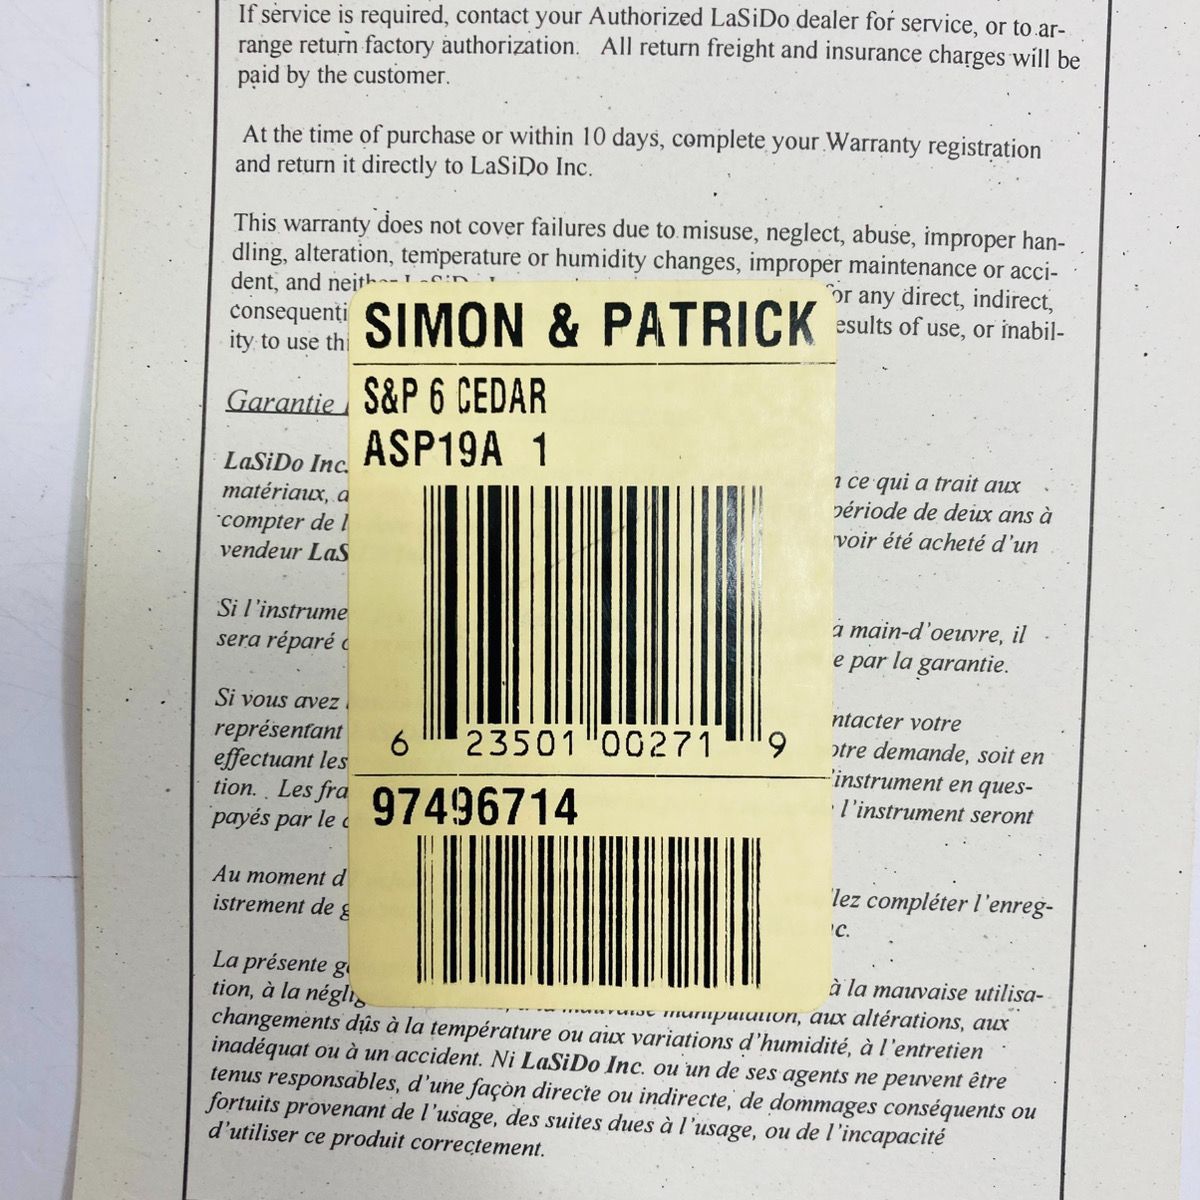 If service is required, contact your Authorized LaSiDo dealer for service, or to ar-
range return factory authorization. All return freight and insurance charges will be
paid by the customer.
At the time of purchase or within 10 days, complete your Warranty registration
and return it directly to LaSiDo Inc.
This warranty does not cover failures due to misuse, neglect, abuse, improper han-
dling, alteration, temperature or humidity changes, improper maintenance or acci-
dent, and
for any direct, indirect,
results of use, or inabil-
ity to use
SIMON & PATRICK
S&P 6 CEDAR
ASP19A 1
6 23501 00271 9
97496714
Garantie
LaSiDo Inc.
n ce qui a trait aux
matériaux,
période de deux ans à
compter de
voir été acheté d'un
vendeur
Si
main-d'oeuvre, il
sera réparé
e par la garantie.
Si vous avez
ntacter votre
représentant
otre demande, soit en
effectuant les
l'instrument en ques-
tion. Les
l'instrument seront
payés par le
Au moment
lez compléter l'enreg-
istrement de
La présente
à la mauvaise utilisa-
tion, à la
manipulation, aux altérations, aux
changements dûs à la température ou aux variations d'humidité, à l'entretien
inadéquat ou à un accident. Ni LaSiDo Inc. ou un de ses agents ne peuvent être
tenus responsables, d'une façon directe ou indirecte, de dommages conséquents ou
fortuits provenant de l'usage, des suites dues à l'usage, ou de l'incapacité
d'utiliser ce produit correctement.